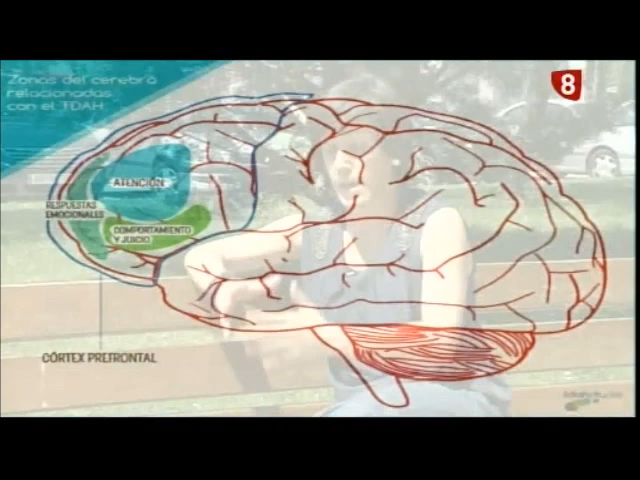 Zonas del cerebro
relacionadas
con el TDAH
8
ATENCIÓN
RESPUESTAS
EMOCIONALES
COMPORTAMIENTO
Y JUICIO
CÓRTEX PREFRONTAL